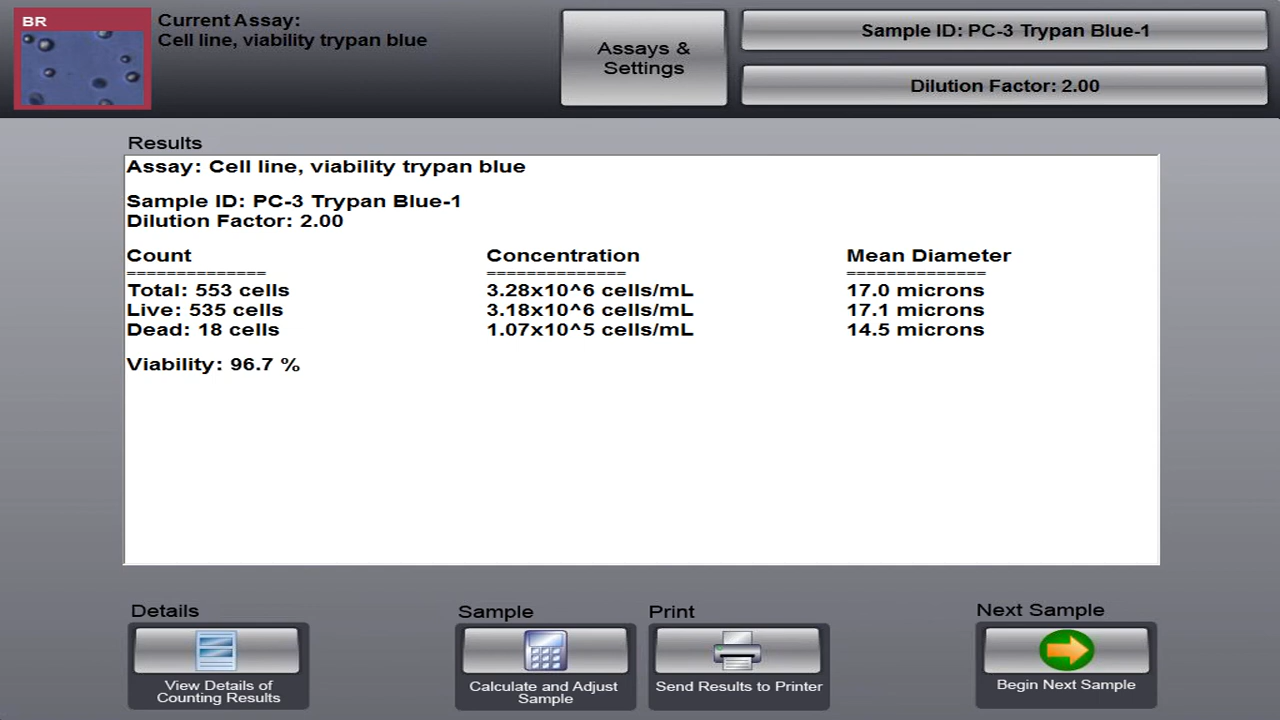 BR
Current Assay:
Cell line, viability trypan blue
Assays &
Settings
Sample ID: PC-3 Trypan Blue-1
Dilution Factor: 2.00
Results
Assay: Cell line, viability trypan blue
Sample ID: PC-3 Trypan Blue-1
Dilution Factor: 2.00
Count Concentration Mean Diameter
============== ============== ==============
Total: 553 cells 3.28x10^6 cells/mL 17.0 microns
Live: 535 cells 3.18x10^6 cells/mL 17.1 microns
Dead: 18 cells 1.07x10^5 cells/mL 14.5 microns
Viability: 96.7 %
Details
View Details of
Counting Results
Sample
Calculate and Adjust
Sample
Print
Send Results to Printer
Next Sample
Begin Next Sample